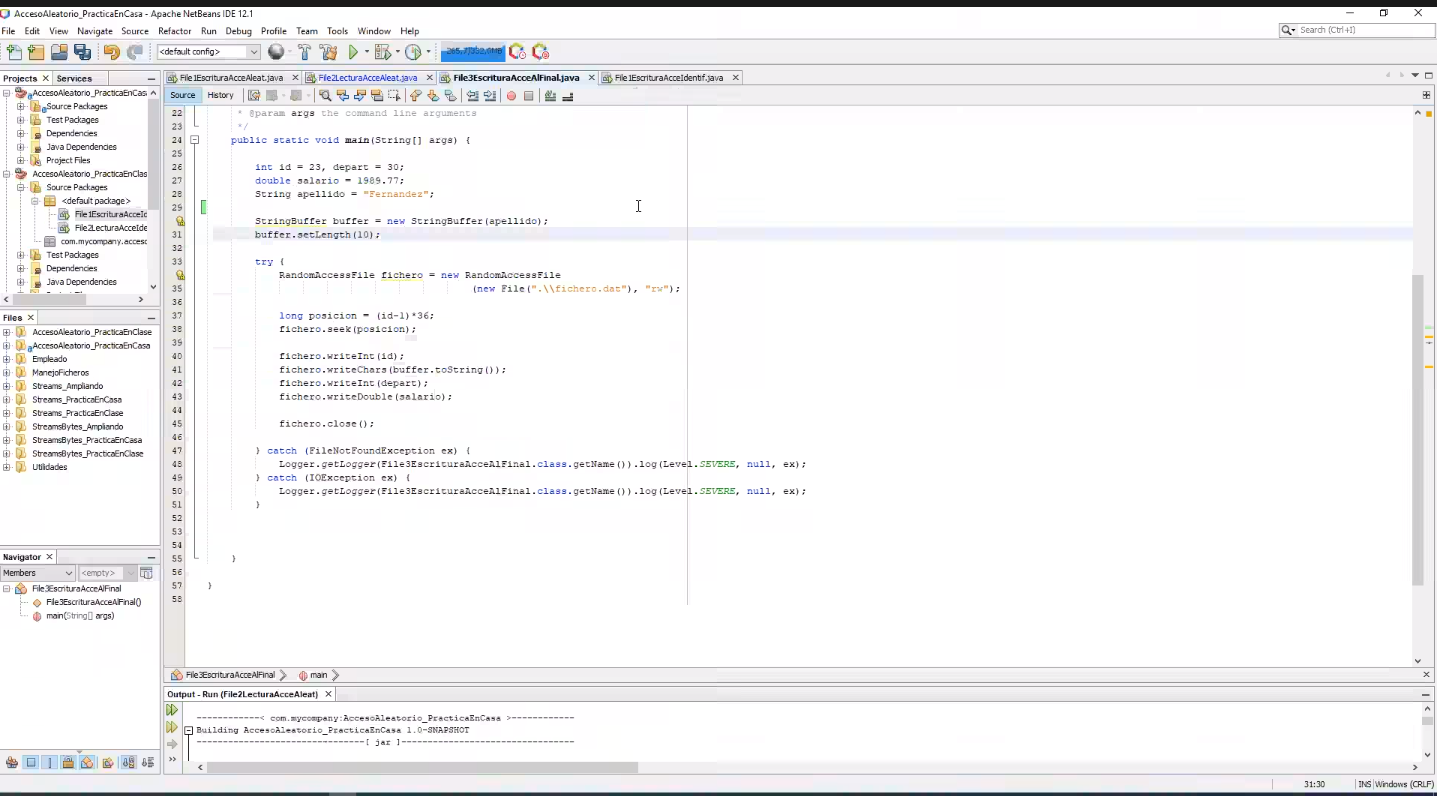 AccesoAleatorio_PracticaEnCasa - Apache NetBeans IDE 12.1
File Edit View Navigate Source Refactor Run Debug Profile Team Tools Window Help
Search (Ctrl+I)
<default config>
Projects Services
File1EscrituraAcceAleat.java File2LecturaAcceAleat.java File3EscrituraAcceAlFinal.java File1EscrituraAcceIdentif.java
Source History
AccesoAleatorio_PracticaEnCas
Source Packages
Test Packages
Dependencies
Java Dependencies
Project Files
AccesoAleatorio_PracticaEnClas
Source Packages
<default package>
File1EscrituraAcceId
File2LecturaAcceIde
com.mycompany.acceso
Test Packages
Dependencies
Java Dependencies
Files
AccesoAleatorio_PracticaEnClase
AccesoAleatorio_PracticaEnCasa
Empleado
ManejoFicheros
Streams_Ampliando
Streams_PracticaEnCasa
Streams_PracticaEnClase
StreamsBytes_Ampliando
StreamsBytes_PracticaEnCasa
StreamsBytes_PracticaEnClase
Utilidades
Navigator
Members <empty>
File3EscrituraAcceAlFinal
File3EscrituraAcceAlFinal()
main(String[] args)
22 * @param args the command line arguments
23 */
24 public static void main(String[] args) {
25
26 int id = 23, depart = 30;
27 double salario = 1989.77;
28 String apellido = "Fernandez";
29
StringBuffer buffer = new StringBuffer(apellido);
31 buffer.setLength(10);
32
33 try {
RandomAccessFile fichero = new RandomAccessFile
35 (new File(".\\fichero.dat"), "rw");
36
37 long posicion = (id-1)*36;
38 fichero.seek(posicion);
39
40 fichero.writeInt(id);
41 fichero.writeChars(buffer.toString());
42 fichero.writeInt(depart);
43 fichero.writeDouble(salario);
44
45 fichero.close();
46
47 } catch (FileNotFoundException ex) {
48 Logger.getLogger(File3EscrituraAcceAlFinal.class.getName()).log(Level.SEVERE, null, ex);
49 } catch (IOException ex) {
50 Logger.getLogger(File3EscrituraAcceAlFinal.class.getName()).log(Level.SEVERE, null, ex);
51 }
52
53
54
55 }
56
57 }
58
File3EscrituraAcceAlFinal main
Output - Run (File2LecturaAcceAleat)
------------< com.mycompany:AccesoAleatorio_PracticaEnCasa >------------
Building AccesoAleatorio_PracticaEnCasa 1.0-SNAPSHOT
--------------------------------[ jar ]---------------------------------
31:30 INS Windows (CRLF)